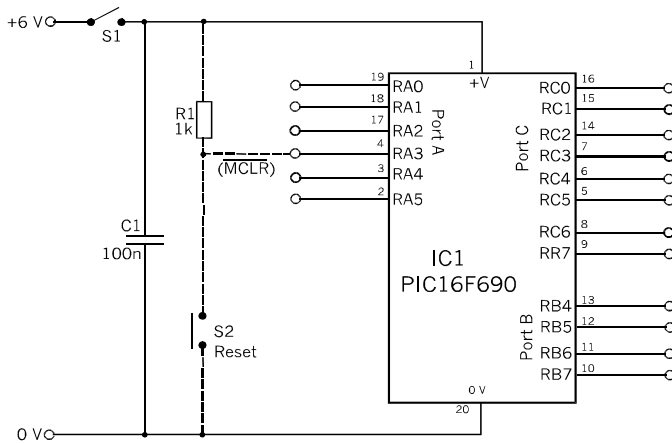 +6 V
S1
R1
1k
(MCLR)
C1
100n
S2
Reset
0 V
1
+V
19
RA0
18
RA1
17
RA2
4
RA3
3
RA4
2
RA5
Port A
IC1
PIC16F690
Port C
RC0
16
RC1
15
RC2
14
RC3
7
RC4
6
RC5
5
RC6
8
RR7
9
Port B
RB4
13
RB5
12
RB6
11
RB7
10
0 V
20